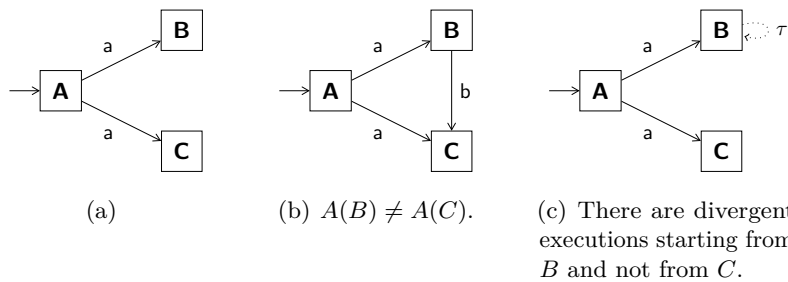 B
a
A
a
C
(a)
B
a
A
b
a
C
(b) A(B) ≠ A(C).
B
τ
a
A
a
C
(c) There are divergent
executions starting from
B and not from C.